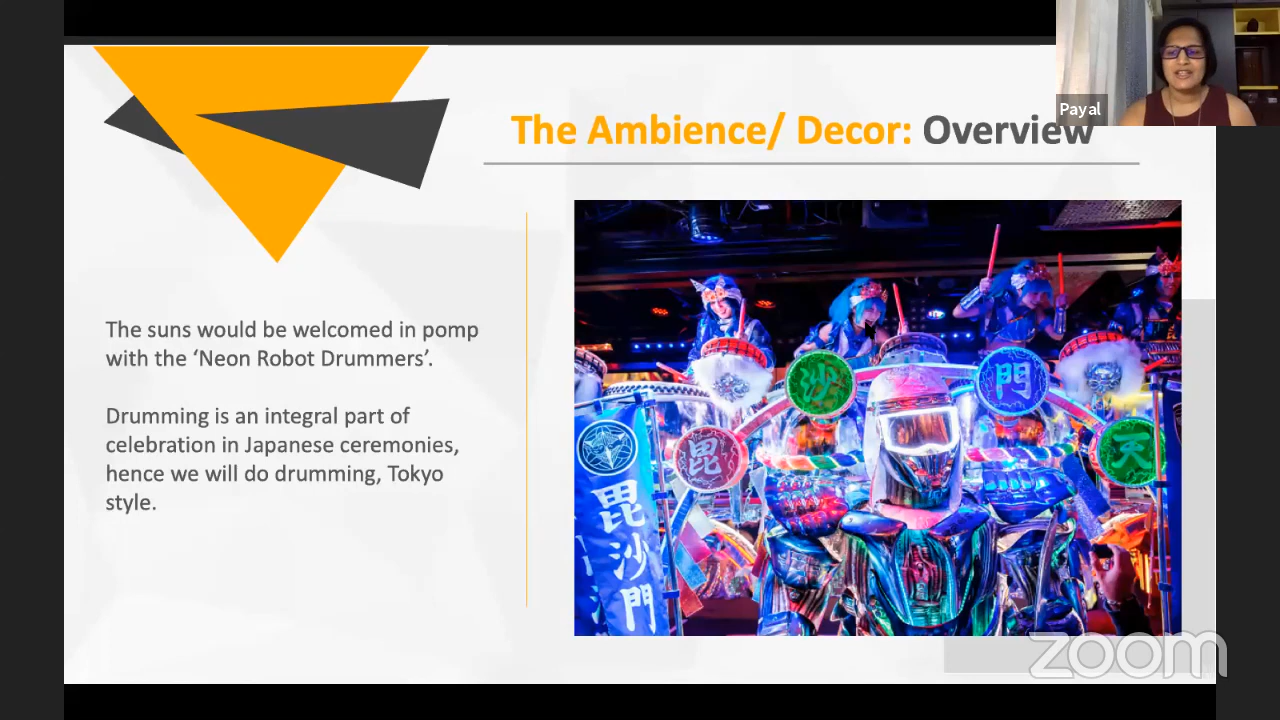 Payal
The Ambience/ Decor: Overview
The suns would be welcomed in pomp
with the ‘Neon Robot Drummers’.
Drumming is an integral part of
celebration in Japanese ceremonies,
hence we will do drumming, Tokyo
style.
毘
沙
門
天
毘沙門
zoom